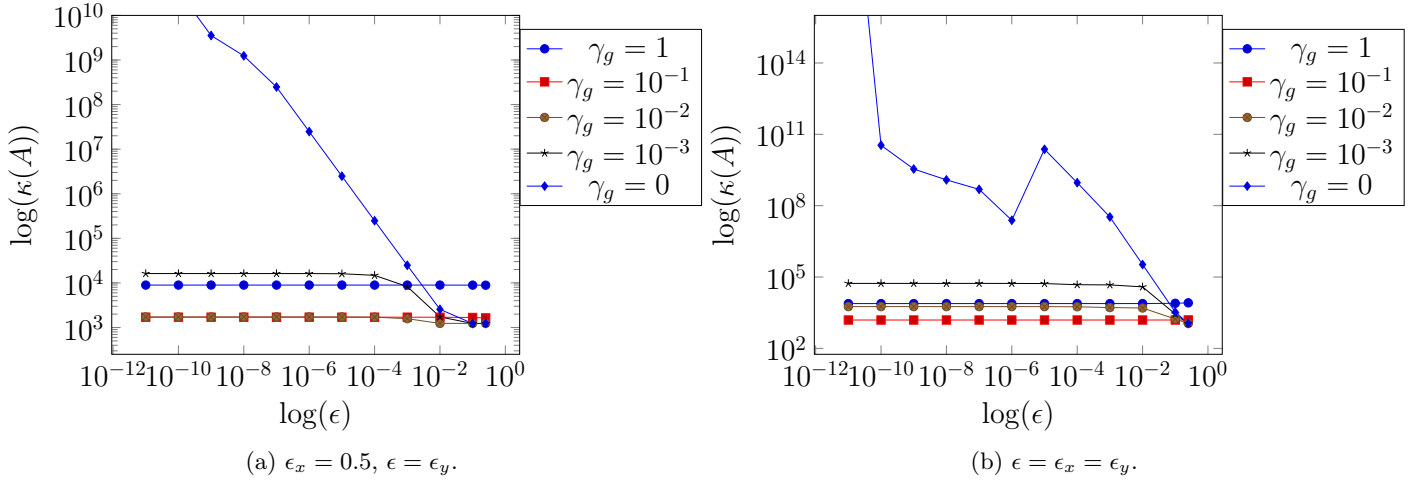 10^10
10^9
10^8
10^7
10^6
10^5
10^4
10^3
log(κ(A))
10^−12 10^−10 10^−8 10^−6 10^−4 10^−2 10^0
log(ϵ)
γ_g = 1
γ_g = 10^−1
γ_g = 10^−2
γ_g = 10^−3
γ_g = 0
(a) ϵ_x = 0.5, ϵ = ϵ_y.
10^14
10^11
10^8
10^5
10^2
log(κ(A))
10^−12 10^−10 10^−8 10^−6 10^−4 10^−2 10^0
log(ϵ)
γ_g = 1
γ_g = 10^−1
γ_g = 10^−2
γ_g = 10^−3
γ_g = 0
(b) ϵ = ϵ_x = ϵ_y.